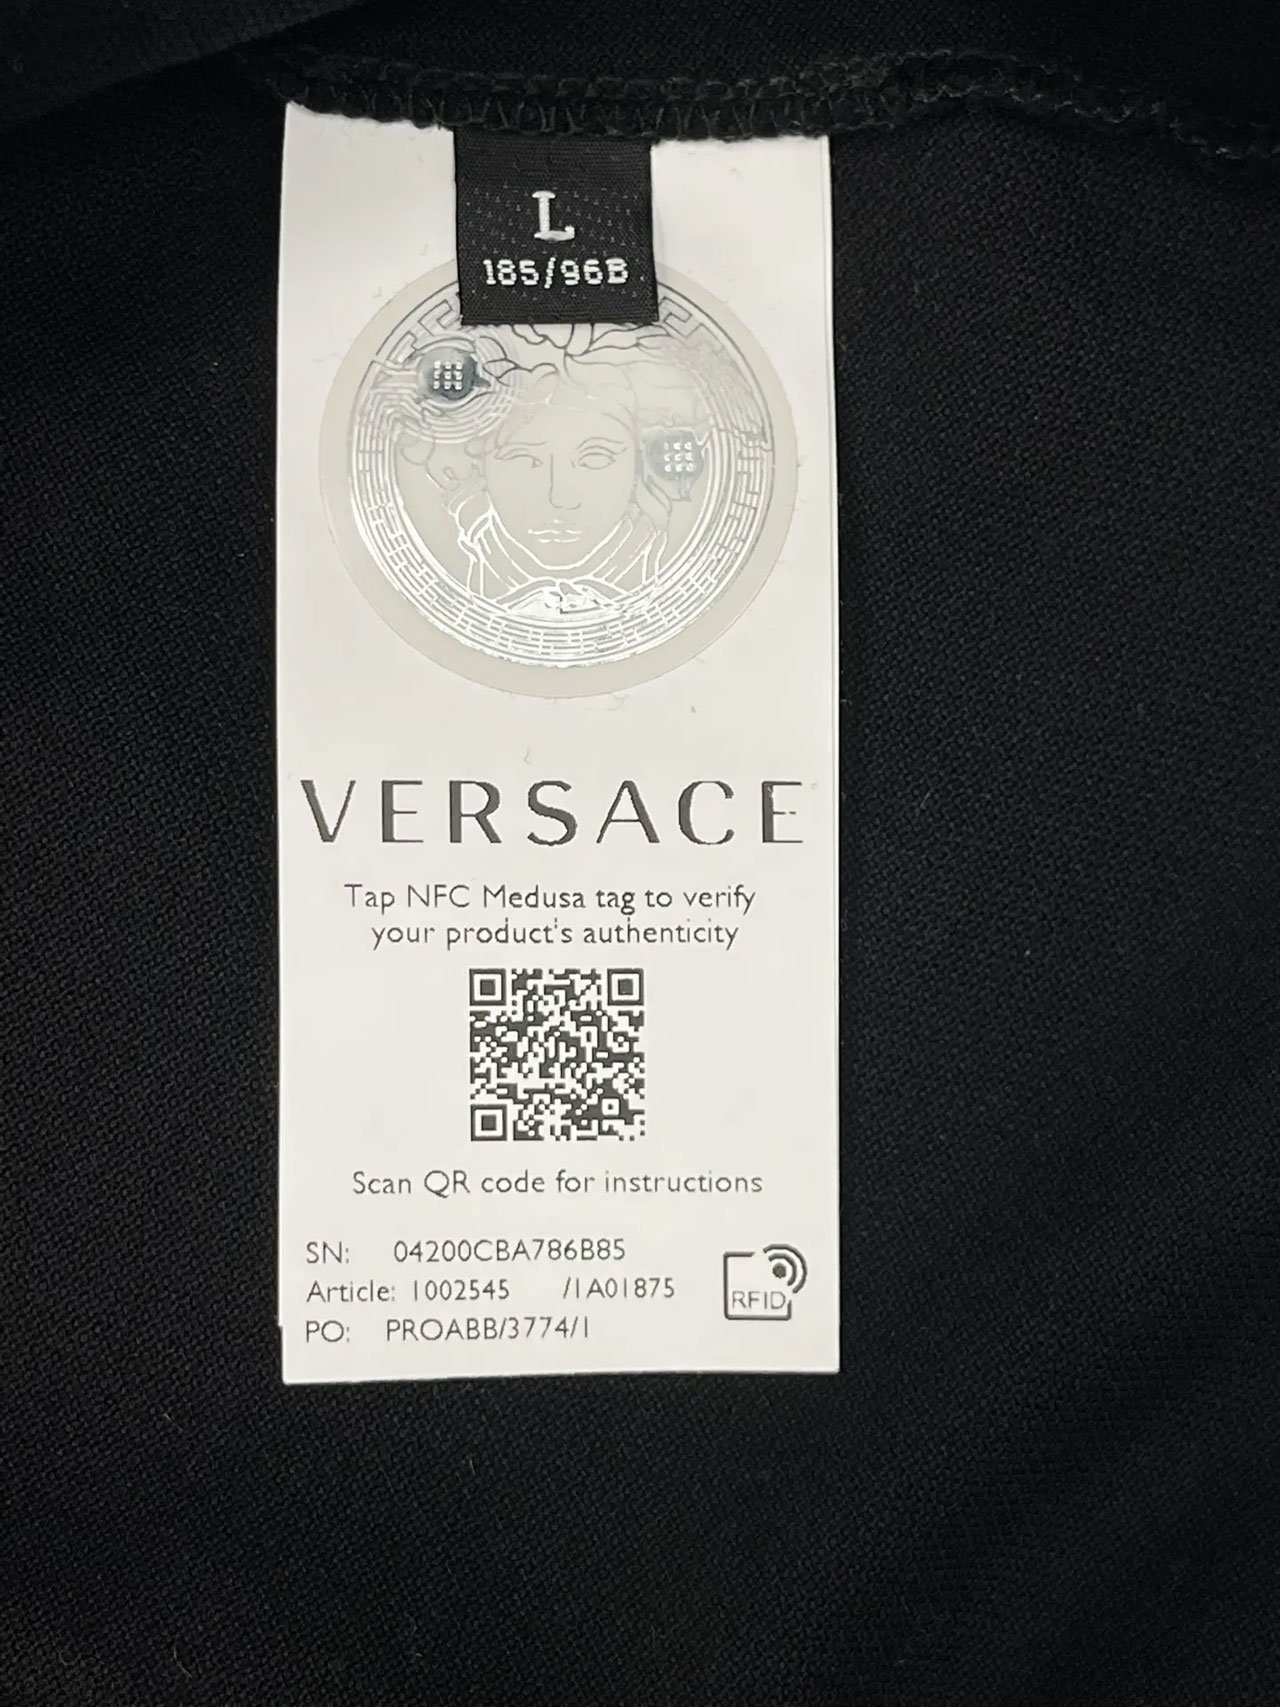 L
185/96B
VERSACE
Tap NFC Medusa tag to verify
your product's authenticity
Scan QR code for instructions
SN: 04200CBA786B85
Article: 1002545 /1A01875
PO: PROABB/3774/1
RFID